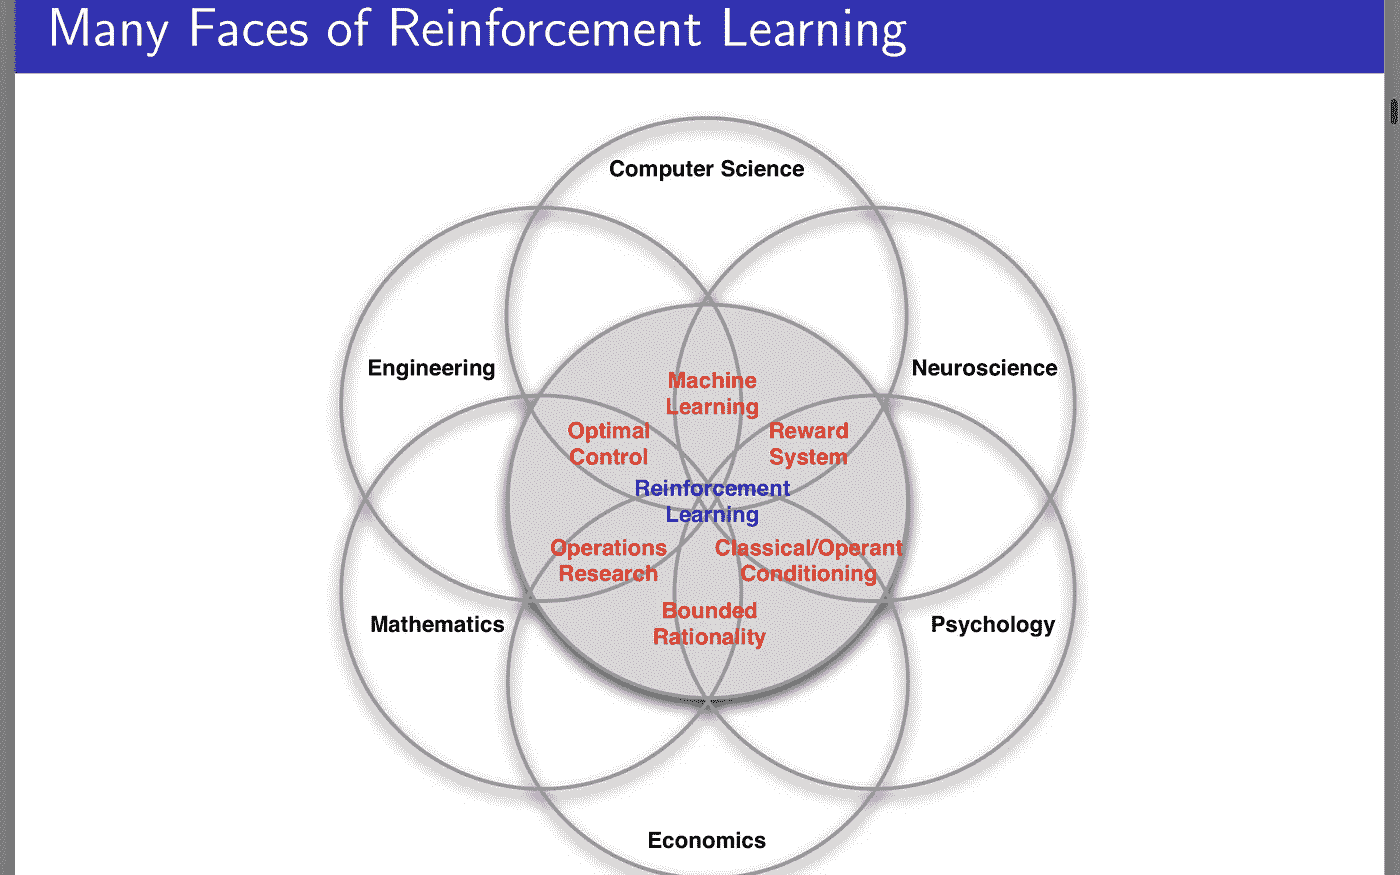 Many Faces of Reinforcement Learning
Computer Science
Engineering
Neuroscience
Machine
Learning
Optimal
Control
Reward
System
Reinforcement
Learning
Operations
Research
Classical/Operant
Conditioning
Bounded
Rationality
Mathematics
Psychology
Economics